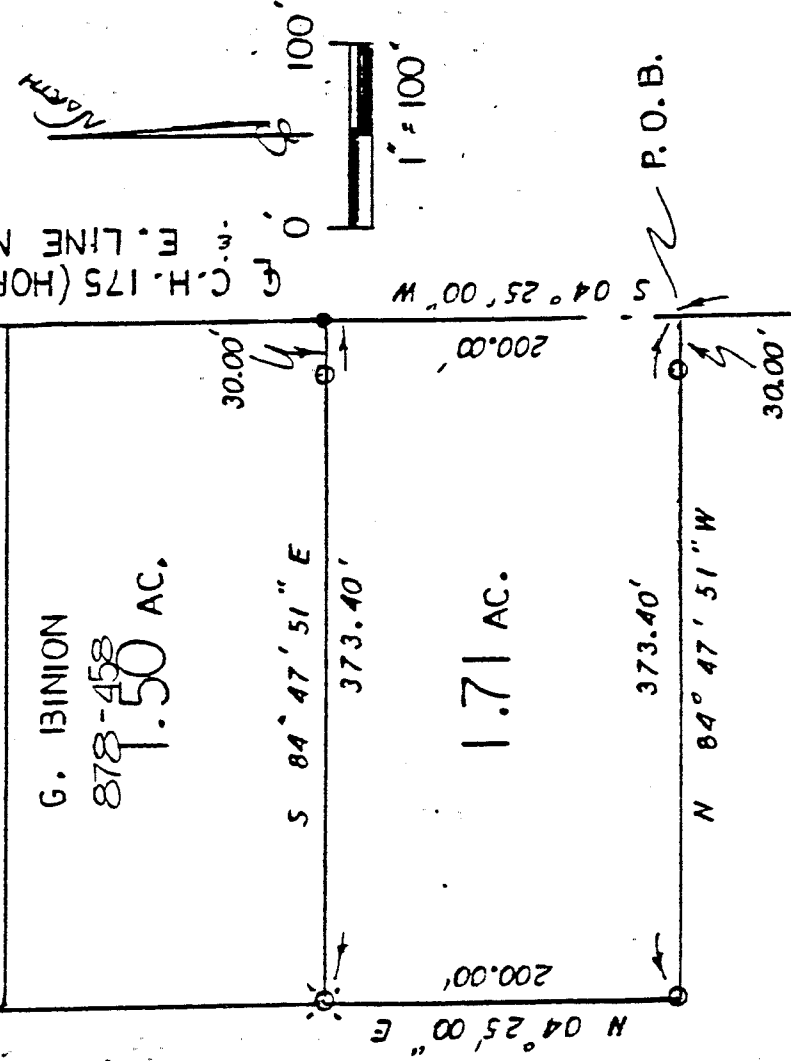 NORTH
0'
100'
1" = 100'
℄ C.H. 175 (HOR
E. LINE N
G. BINION
878-458
1.50 AC.
30.00'
S 84° 47' 51" E
373.40'
S 04° 25' 00" W
200.00'
1.71 AC.
N 04° 25' 00" E
200.00'
373.40'
N 84° 47' 51" W
30.00'
P.O.B.